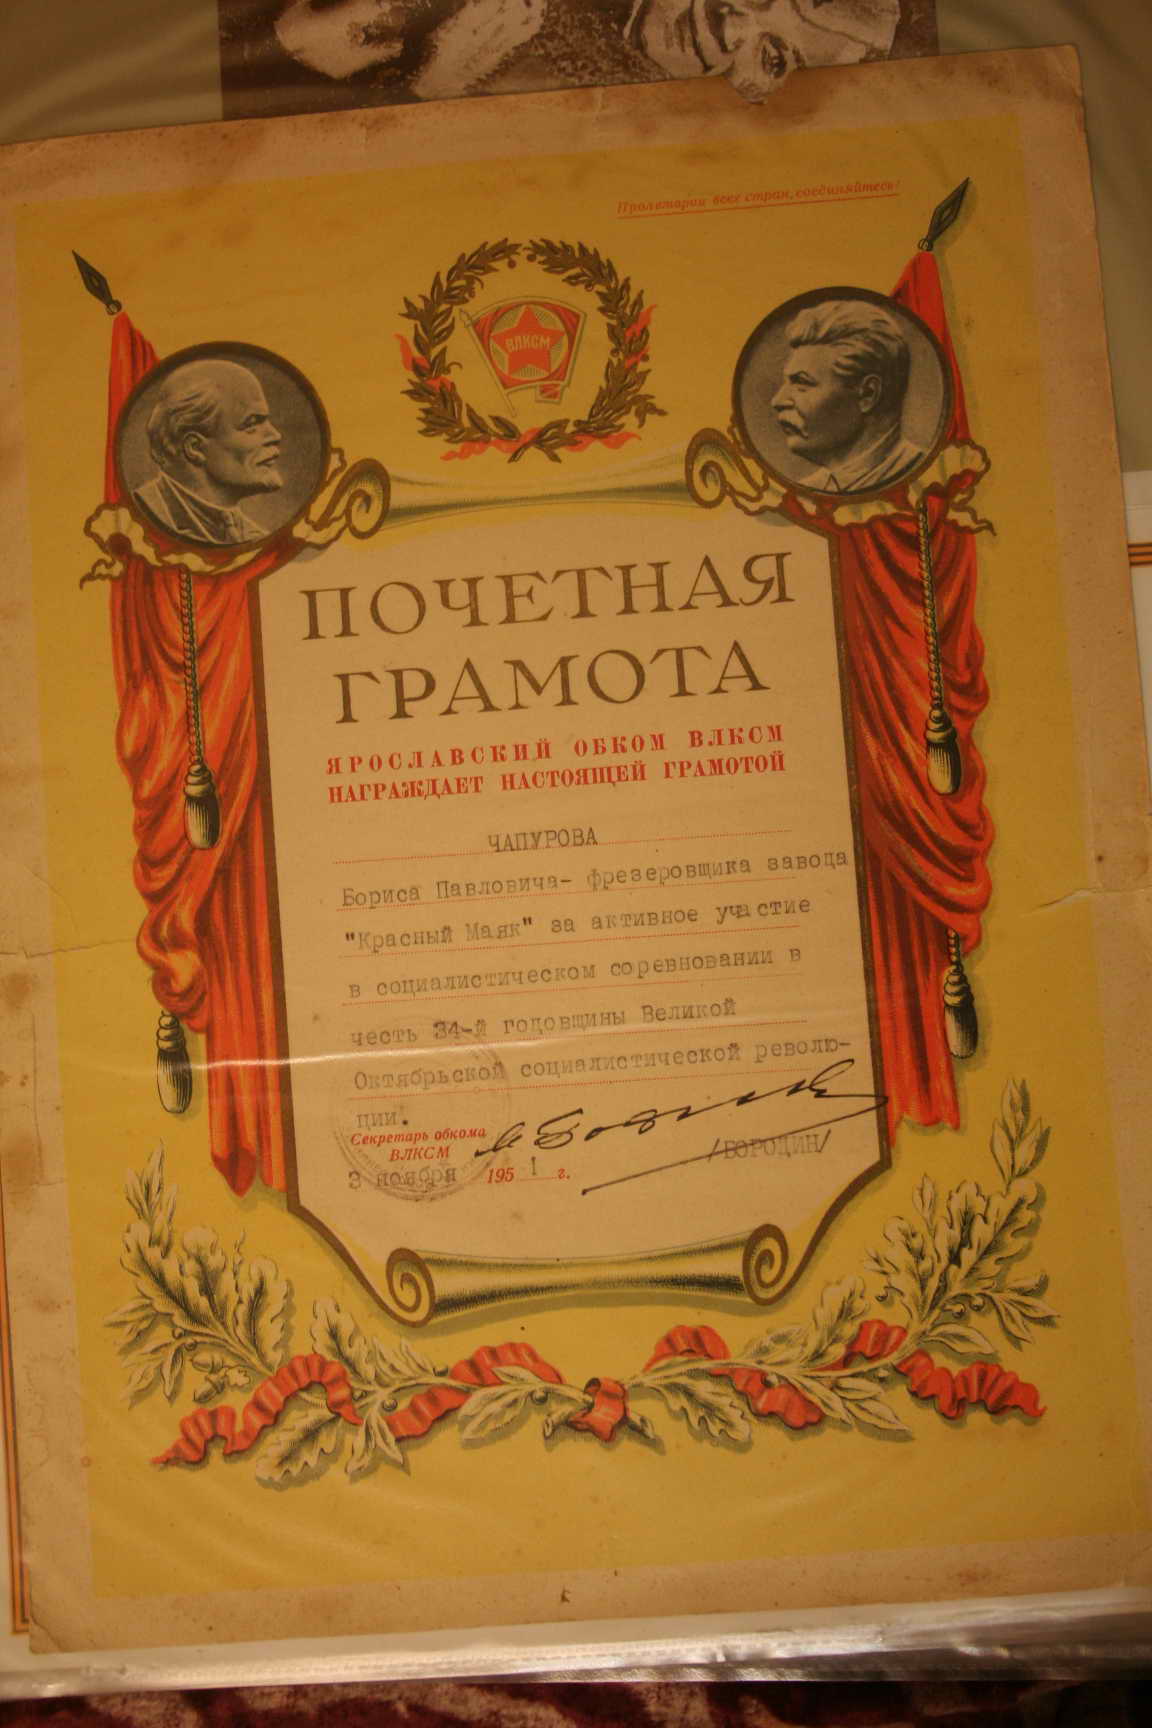 Пролетарии всех стран, соединяйтесь!
ВЛКСМ
ПОЧЕТНАЯ
ГРАМОТА
ЯРОСЛАВСКИЙ ОБКОМ ВЛКСМ
НАГРАЖДАЕТ НАСТОЯЩЕЙ ГРАМОТОЙ
ЧАПУРОВА
Бориса Павловича- фрезеровщика завода
"Красный Маяк" за активное участие
в социалистическом соревновании в
честь 34-й годовщины Великой
Октябрьской социалистической револю-
ции.
Секретарь обкома
ВЛКСМ
/БОРОДИН/
3 ноября 1951 г.